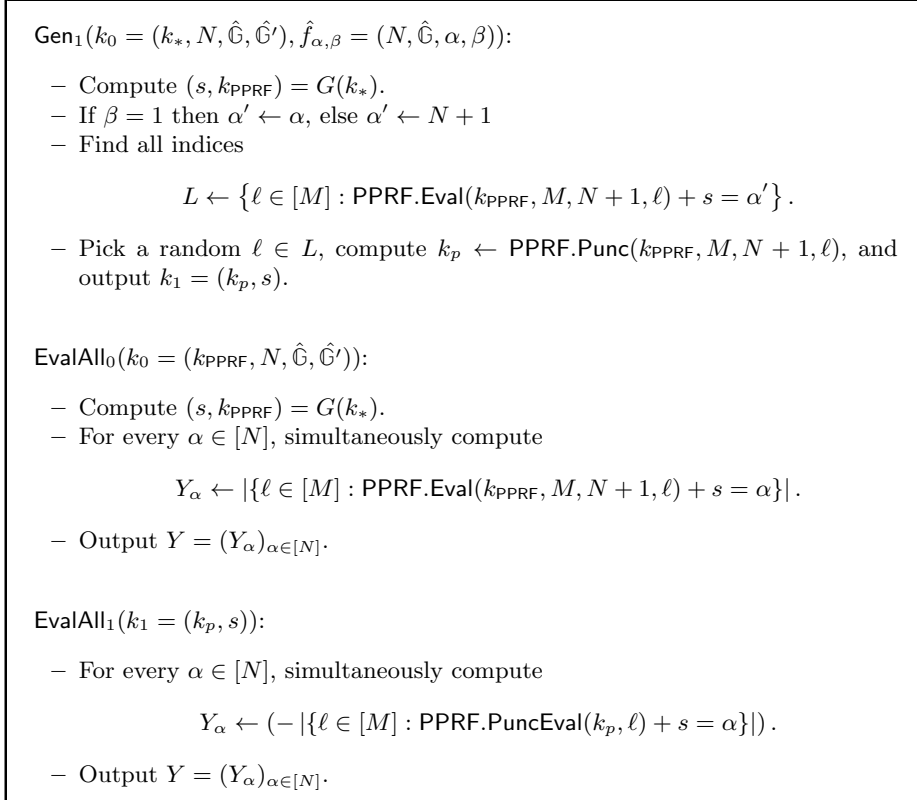 Gen₁(k₀ = (k∗, N, 𝔾̂, 𝔾̂′), f̂_{α,β} = (N, 𝔾̂, α, β)):
– Compute (s, k_PPRF) = G(k∗).
– If β = 1 then α′ ← α, else α′ ← N + 1
– Find all indices
L ← {ℓ ∈ [M] : PPRF.Eval(k_PPRF, M, N + 1, ℓ) + s = α′} .
– Pick a random ℓ ∈ L, compute k_p ← PPRF.Punc(k_PPRF, M, N + 1, ℓ), and
output k₁ = (k_p, s).
EvalAll₀(k₀ = (k_PPRF, N, 𝔾̂, 𝔾̂′)):
– Compute (s, k_PPRF) = G(k∗).
– For every α ∈ [N], simultaneously compute
Y_α ← |{ℓ ∈ [M] : PPRF.Eval(k_PPRF, M, N + 1, ℓ) + s = α}| .
– Output Y = (Y_α)_{α∈[N]}.
EvalAll₁(k₁ = (k_p, s)):
– For every α ∈ [N], simultaneously compute
Y_α ← (− |{ℓ ∈ [M] : PPRF.PuncEval(k_p, ℓ) + s = α}|) .
– Output Y = (Y_α)_{α∈[N]}.